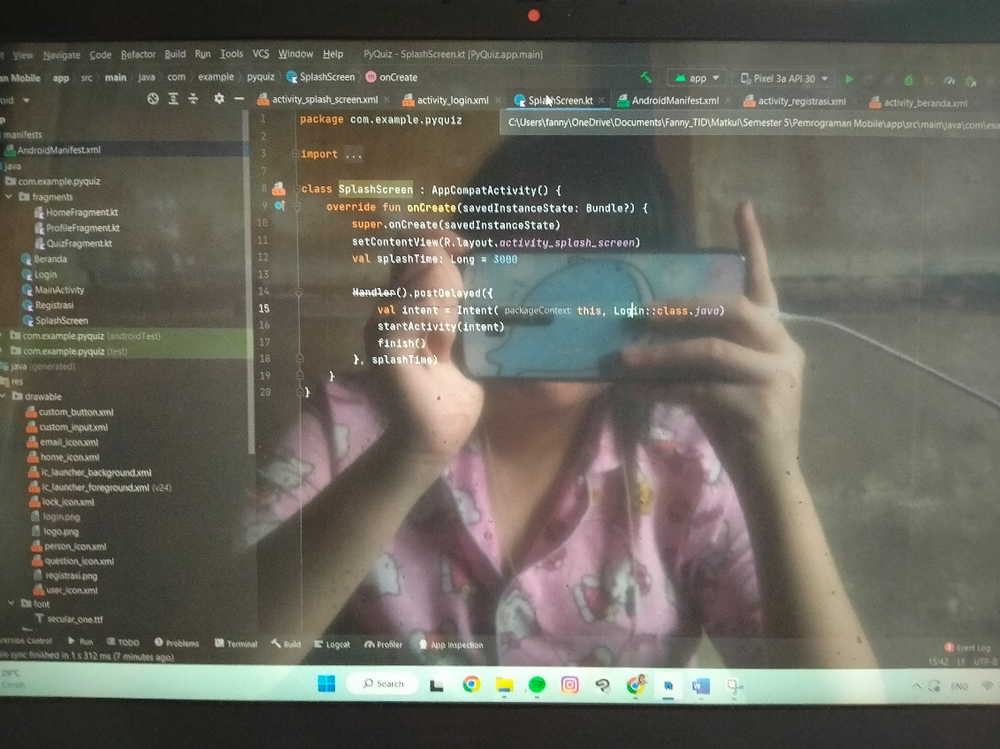 View Navigate Code Refactor Build Run Tools VCS Window Help PyQuiz - SplashScreen.kt [PyQuiz.app.main]
an Mobile app src main java com example pyquiz SplashScreen onCreate app Pixel 3a API 30
oid activity_splash_screen.xml activity_login.xml SplashScreen.kt AndroidManifest.xml activity_registrasi.xml activity_beranda.xml
C:\Users\fanny\OneDrive\Documents\Fanny_TID\Matkul\Semester 5\Pemrograman Mobile\app\src\main\java\com\exa
p
manifests
AndroidManifest.xml
java
com.example.pyquiz
fragments
HomeFragment.kt
ProfileFragment.kt
QuizFragment.kt
Beranda
Login
MainActivity
Registrasi
SplashScreen
com.example.pyquiz (androidTest)
com.example.pyquiz (test)
java (generated)
res
drawable
custom_button.xml
custom_input.xml
email_icon.xml
home_icon.xml
ic_launcher_background.xml
ic_launcher_foreground.xml (v24)
lock_icon.xml
login.png
logo.png
person_icon.xml
question_icon.xml
registrasi.png
user_icon.xml
font
secular_one.ttf
1 package com.example.pyquiz
2
3 import ...
7
8 class SplashScreen : AppCompatActivity() {
9 override fun onCreate(savedInstanceState: Bundle?) {
10 super.onCreate(savedInstanceState)
11 setContentView(R.layout.activity_splash_screen)
12 val splashTime: Long = 3000
13
14 Handler().postDelayed({
15 val intent = Intent( packageContext: this, Login::class.java)
16 startActivity(intent)
17 finish()
18 }, splashTime)
19 }
20 }
ersion Control Run TODO Problems Terminal Build Logcat Profiler App Inspection Event Log
le sync finished in 1 s 312 ms (7 minutes ago) 15:42 LF UTF-8
29°C
Cerah
Search
ENG